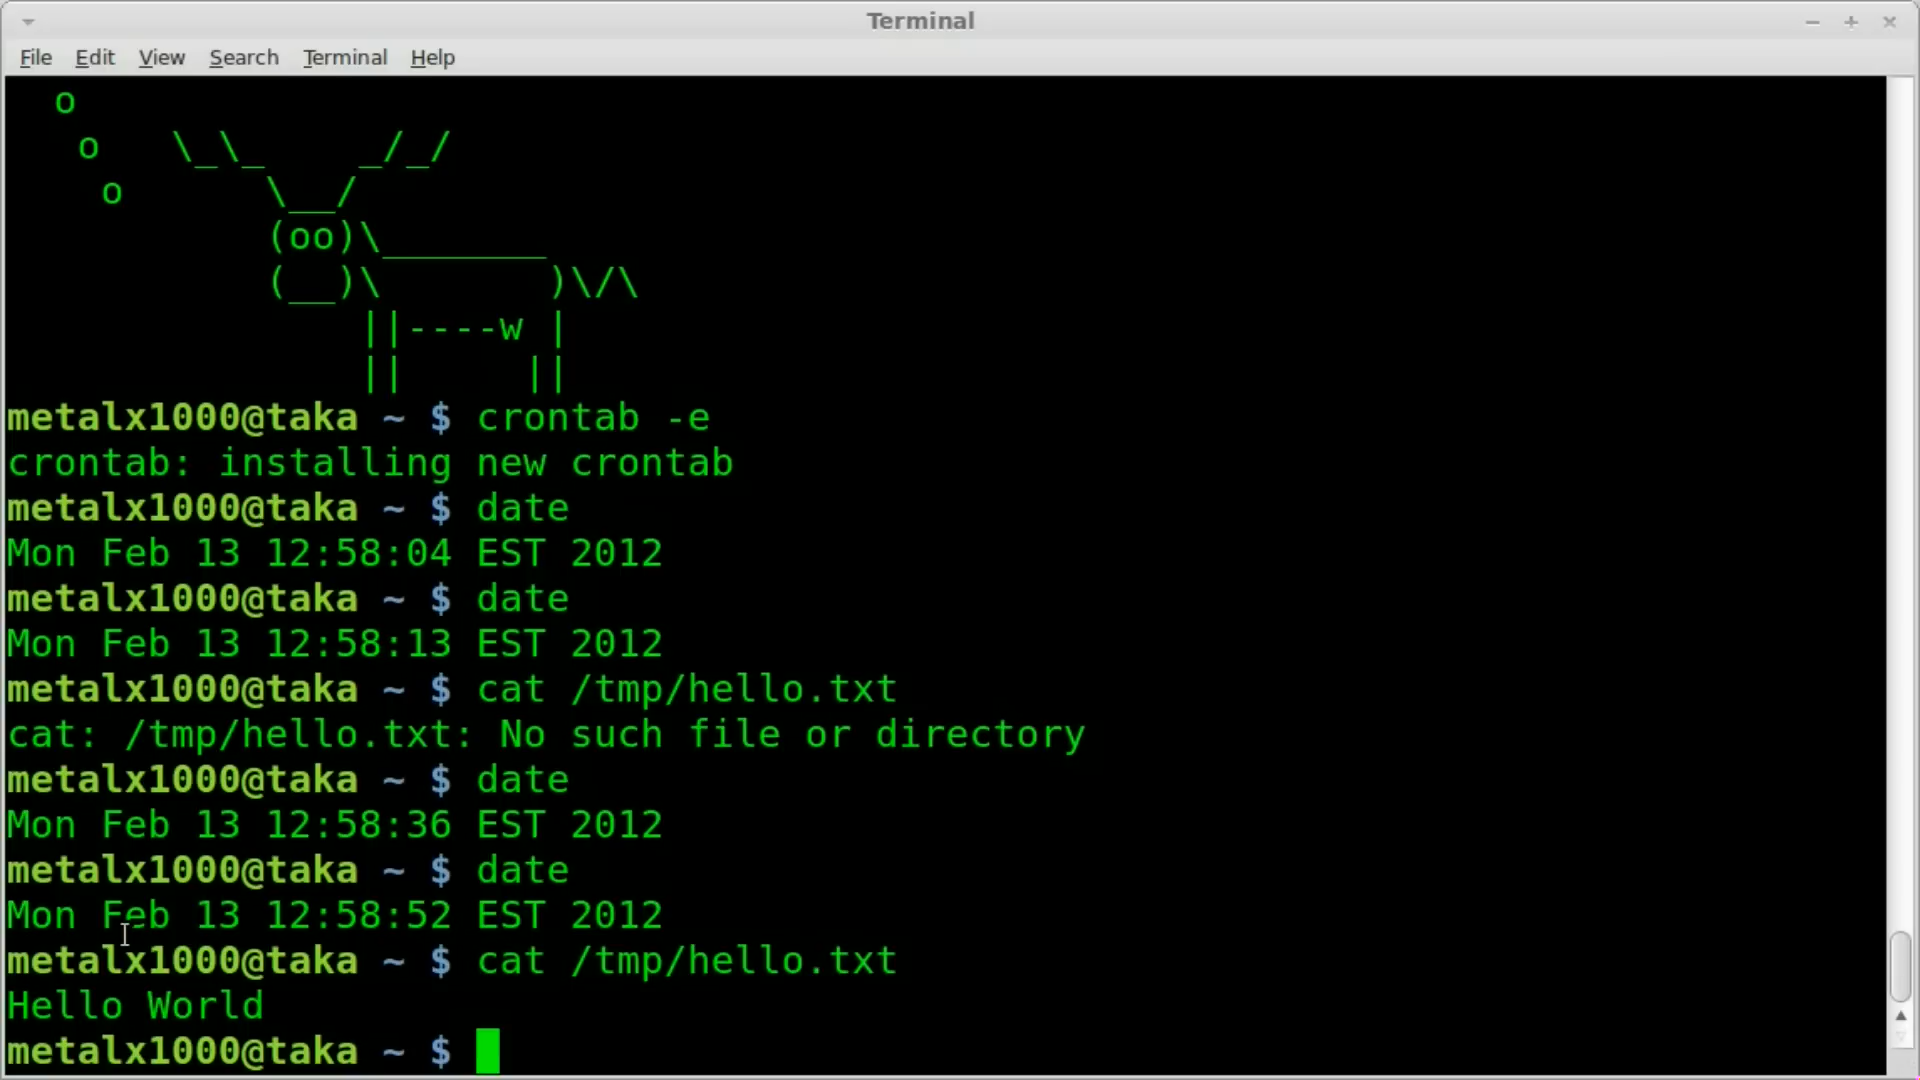 Terminal
File Edit View Search Terminal Help
   o
    o    \_\_    _/_/
     o       \__/
            (oo)\_______
            (__)\       )\/\
                ||----w |
                ||     ||
metalx1000@taka ~ $ crontab -e
crontab: installing new crontab
metalx1000@taka ~ $ date
Mon Feb 13 12:58:04 EST 2012
metalx1000@taka ~ $ date
Mon Feb 13 12:58:13 EST 2012
metalx1000@taka ~ $ cat /tmp/hello.txt
cat: /tmp/hello.txt: No such file or directory
metalx1000@taka ~ $ date
Mon Feb 13 12:58:36 EST 2012
metalx1000@taka ~ $ date
Mon Feb 13 12:58:52 EST 2012
metalx1000@taka ~ $ cat /tmp/hello.txt
Hello World
metalx1000@taka ~ $